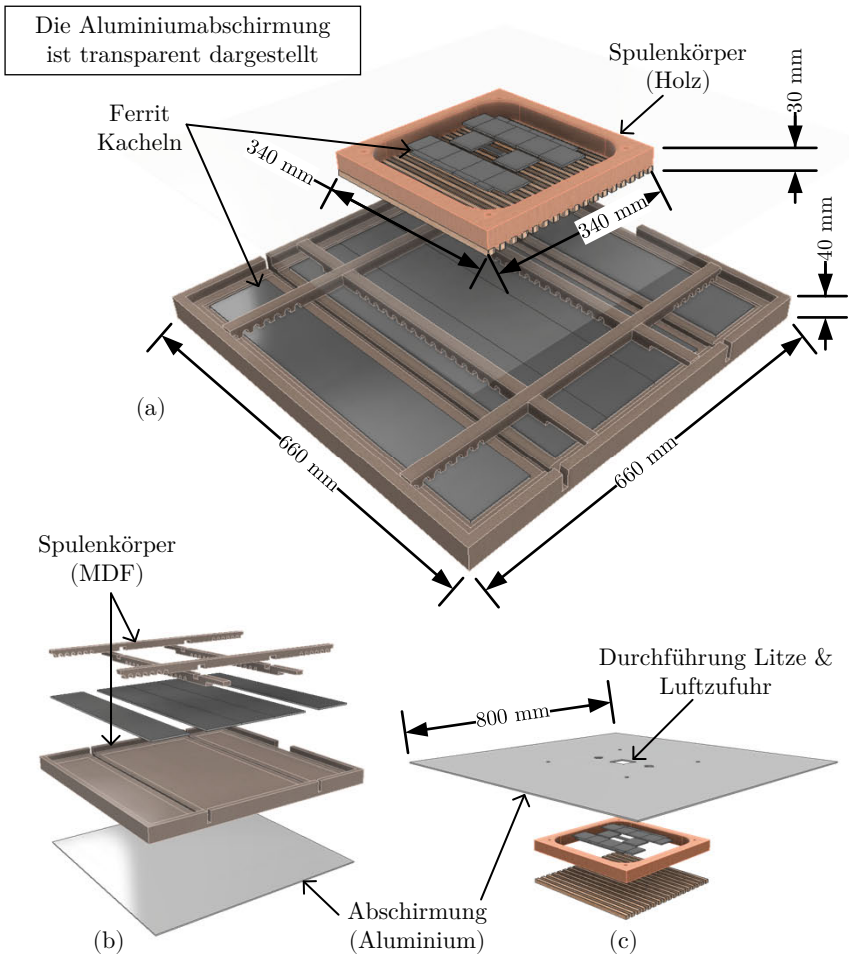 Die Aluminiumabschirmung
ist transparent dargestellt
Spulenkörper
(Holz)
Ferrit
Kacheln
30 mm
340 mm
340 mm
40 mm
(a)
660 mm
660 mm
Spulenkörper
(MDF)
Durchführung Litze &
Luftzufuhr
800 mm
Abschirmung
(Aluminium)
(b)
(c)